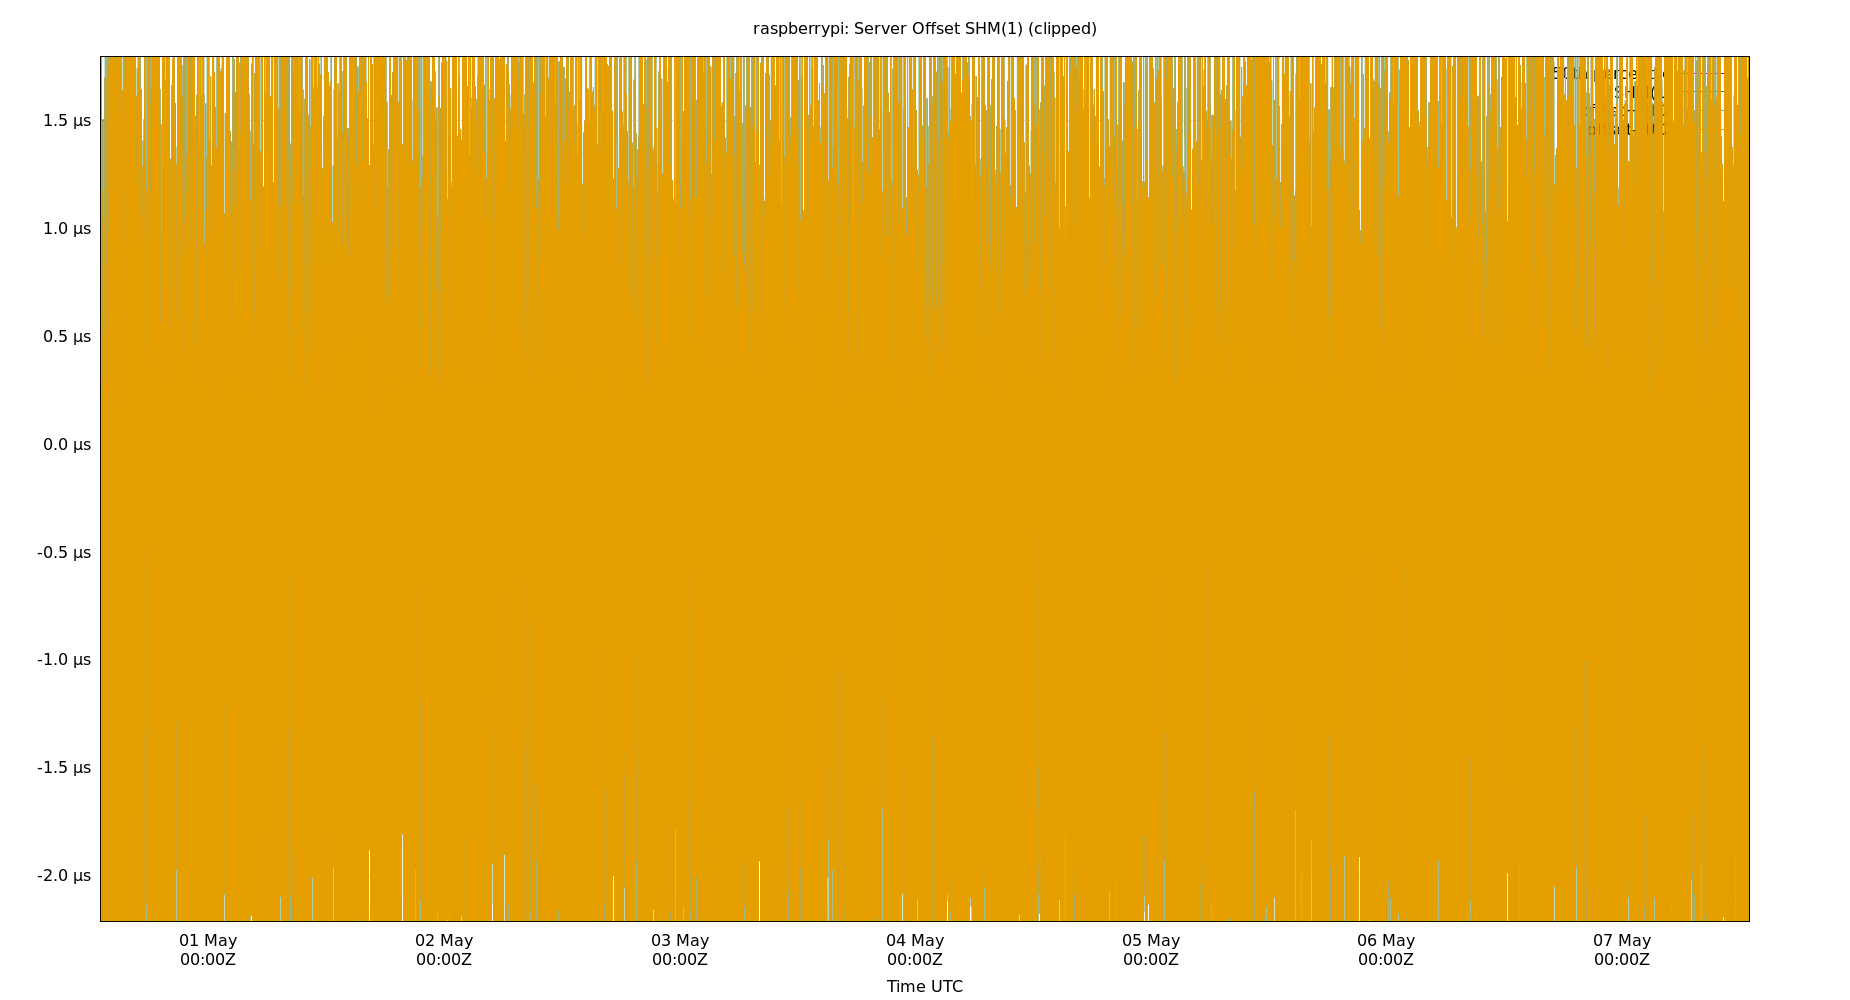 raspberrypi: Server Offset SHM(1) (clipped)
1.5 µs
1.0 µs
0.5 µs
0.0 µs
-0.5 µs
-1.0 µs
-1.5 µs
-2.0 µs
01 May 02 May 03 May 04 May 05 May 06 May 07 May
00:00Z 00:00Z 00:00Z 00:00Z 00:00Z 00:00Z 00:00Z
Time UTC